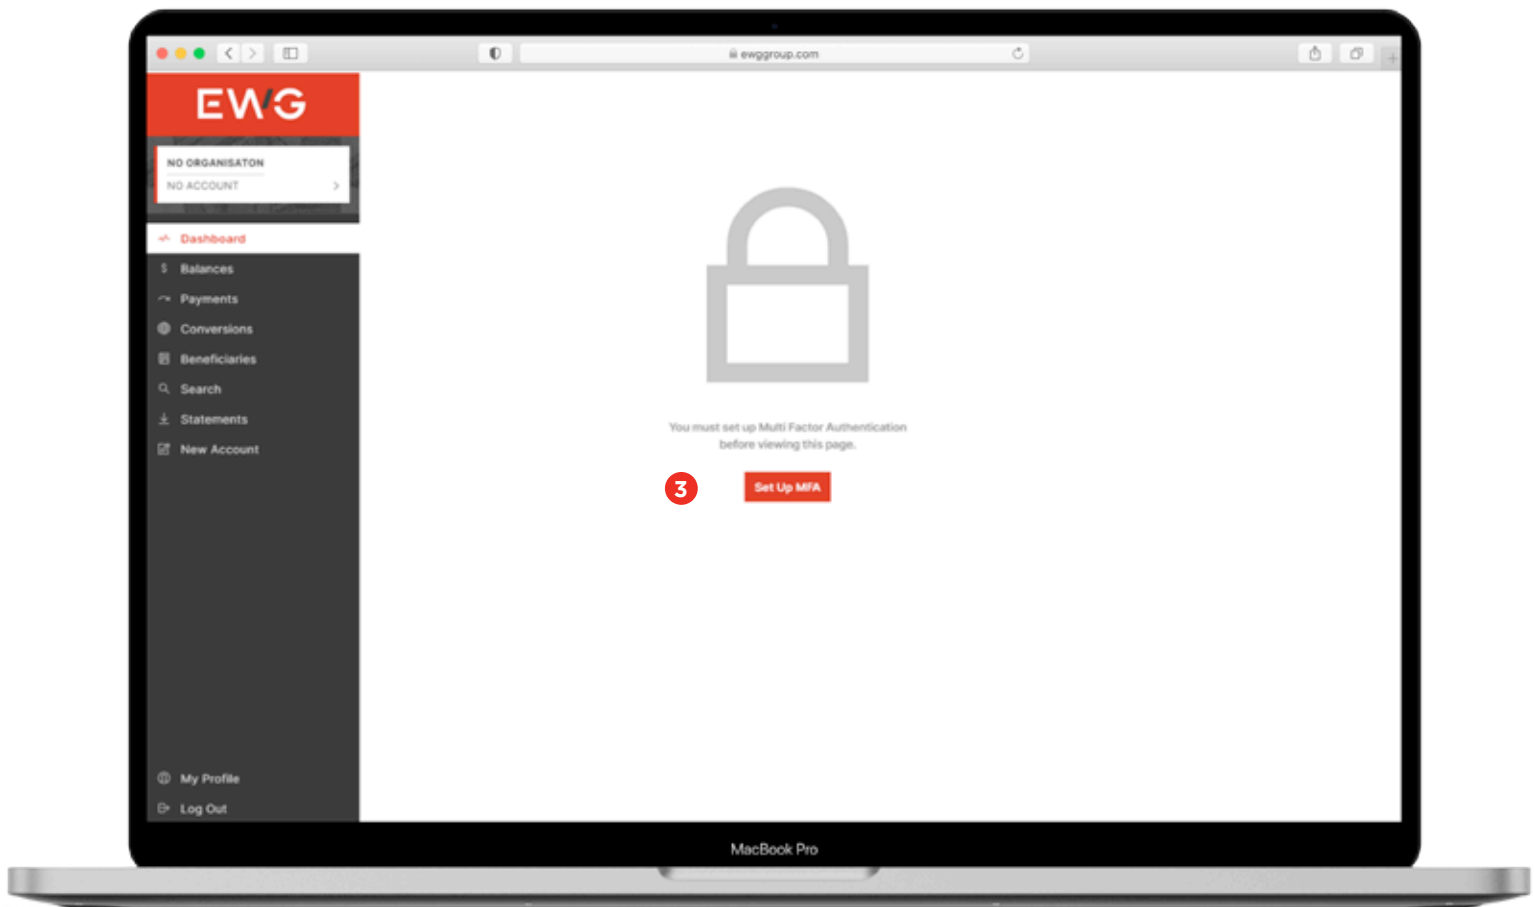 ewggroup.com
EWG
NO ORGANISATON
NO ACCOUNT
Dashboard
Balances
Payments
Conversions
Beneficiaries
Search
Statements
New Account
You must set up Multi Factor Authentication
before viewing this page.
3
Set Up MFA
My Profile
Log Out
MacBook Pro